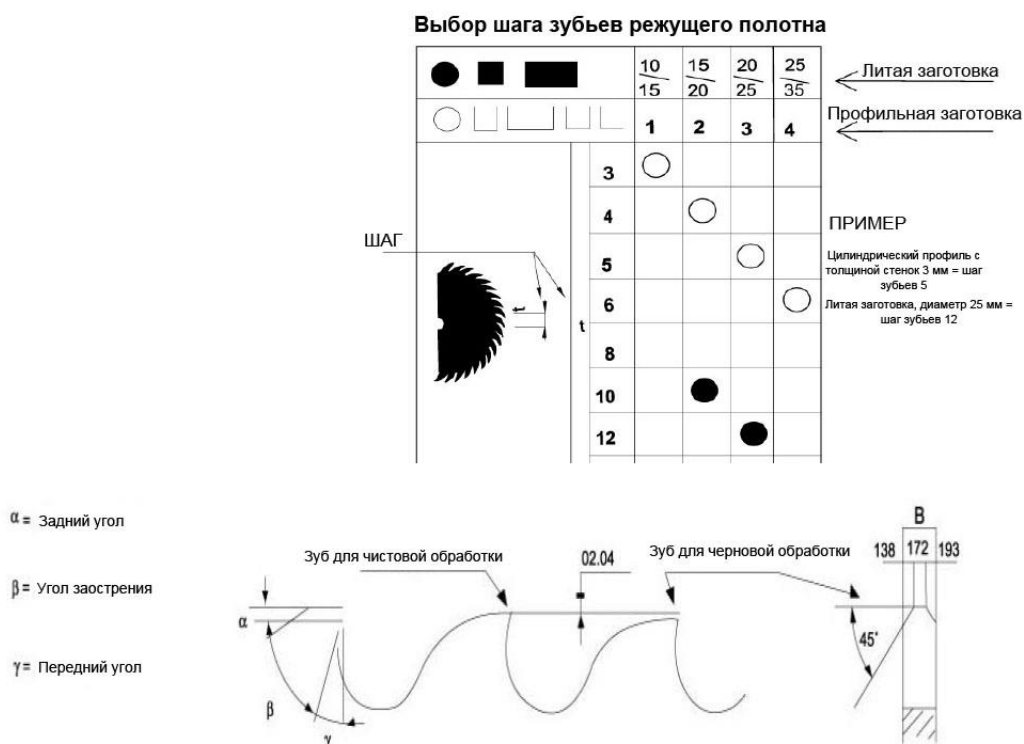 Выбор шага зубьев режущего полотна
10/15 15/20 20/25 25/35
Литая заготовка
1 2 3 4
Профильная заготовка
3
4
5
6
8
10
12
ШАГ
t
t
ПРИМЕР
Цилиндрический профиль с
толщиной стенок 3 мм = шаг
зубьев 5
Литая заготовка, диаметр 25 мм =
шаг зубьев 12
α = Задний угол
β = Угол заострения
γ = Передний угол
α
β
γ
Зуб для чистовой обработки
02.04
Зуб для черновой обработки
B
138 172 193
45°